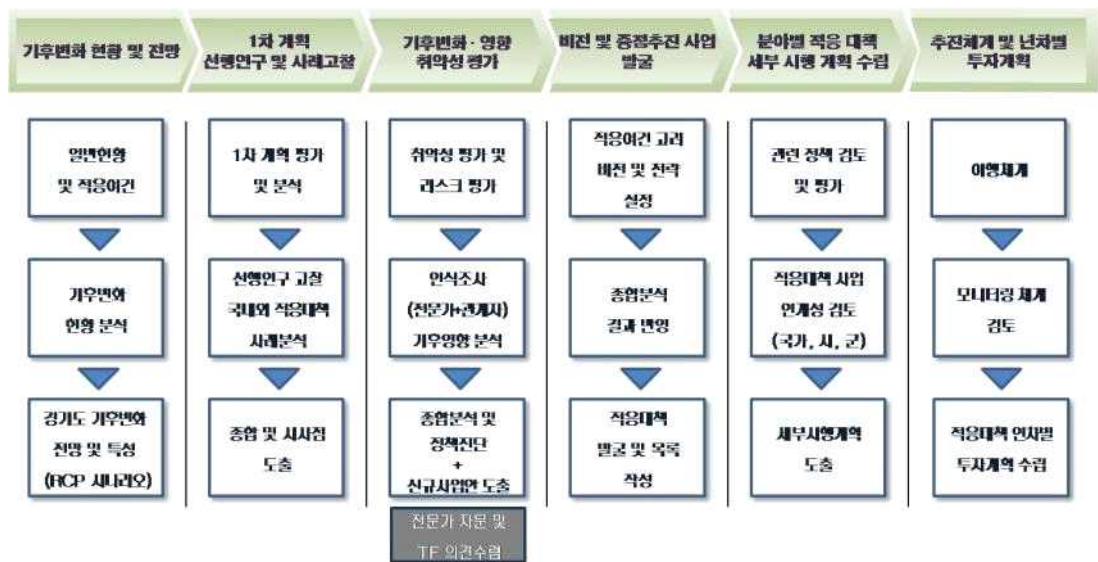 기후변화 현황 및 전망
1차 계획
선행연구 및 사례고찰
기후변화·영향
취약성 평가
비전 및 중점추진 사업
발굴
분야별 적응 대책
세부 시행 계획 수립
추진체계 및 년차별
투자계획
일반현황
및 적응여건
기후변화
현황 분석
경기도 기후변화
전망 및 특성
(RCP 시나리오)
1차 계획 평가
및 분석
선행연구 고찰
국내외 적응대책
사례분석
종합 및 시사점
도출
취약성 평가 및
리스크 평가
인식조사
(전문가+관계자)
기후영향 분석
종합분석 및
정책진단
+
신규사업안 도출
전문가 자문 및
TF 의견수렴
적응여건 고려
비전 및 전략
설정
종합분석
결과 반영
적응대책
발굴 및 목록
작성
관련 정책 검토
및 평가
적응대책 사업
연계성 검토
(국가, 시, 군)
세부시행계획
도출
이행체계
모니터링 체계
검토
적응대책 연차별
투자계획 수립